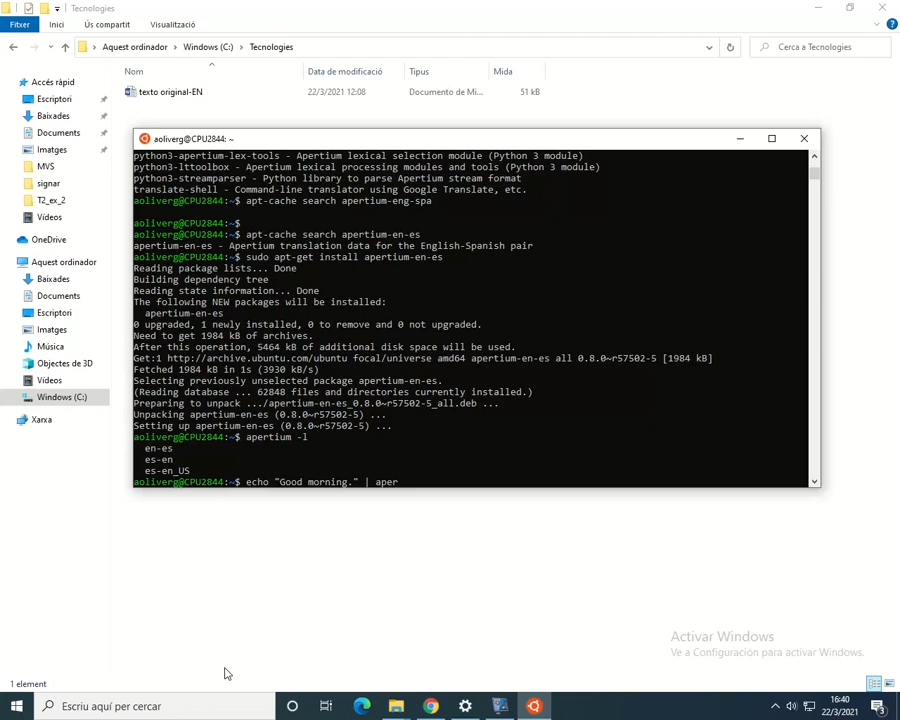 Tecnologies
Fitxer Inici Ús compartit Visualització
Aquest ordinador > Windows (C:) > Tecnologies
Cerca a Tecnologies
Nom Data de modificació Tipus Mida
texto original-EN 22/3/2021 12:08 Documento de Mi... 51 kB
Accés ràpid
Escriptori
Baixades
Documents
Imatges
MVS
signar
T2_ex_2
Vídeos
OneDrive
Aquest ordinador
Baixades
Documents
Escriptori
Imatges
Música
Objectes de 3D
Vídeos
Windows (C:)
Xarxa
aoliverg@CPU2844: ~
python3-apertium-lex-tools - Apertium lexical selection module (Python 3 module)
python3-lttoolbox - Apertium lexical processing modules and tools (Python 3 module)
python3-streamparser - Python library to parse Apertium stream format
translate-shell - Command-line translator using Google Translate, etc.
aoliverg@CPU2844:~$ apt-cache search apertium-eng-spa
aoliverg@CPU2844:~$
aoliverg@CPU2844:~$ apt-cache search apertium-en-es
apertium-en-es - Apertium translation data for the English-Spanish pair
aoliverg@CPU2844:~$ sudo apt-get install apertium-en-es
Reading package lists... Done
Building dependency tree
Reading state information... Done
The following NEW packages will be installed:
apertium-en-es
0 upgraded, 1 newly installed, 0 to remove and 0 not upgraded.
Need to get 1984 kB of archives.
After this operation, 5464 kB of additional disk space will be used.
Get:1 http://archive.ubuntu.com/ubuntu focal/universe amd64 apertium-en-es all 0.8.0~r57502-5 [1984 kB]
Fetched 1984 kB in 1s (3930 kB/s)
Selecting previously unselected package apertium-en-es.
(Reading database ... 62848 files and directories currently installed.)
Preparing to unpack .../apertium-en-es_0.8.0~r57502-5_all.deb ...
Unpacking apertium-en-es (0.8.0~r57502-5) ...
Setting up apertium-en-es (0.8.0~r57502-5) ...
aoliverg@CPU2844:~$ apertium -l
en-es
es-en
es-en_US
aoliverg@CPU2844:~$ echo "Good morning." | aper
Activar Windows
Ve a Configuración para activar Windows.
1 element
Escriu aquí per cercar
16:40
22/3/2021
3